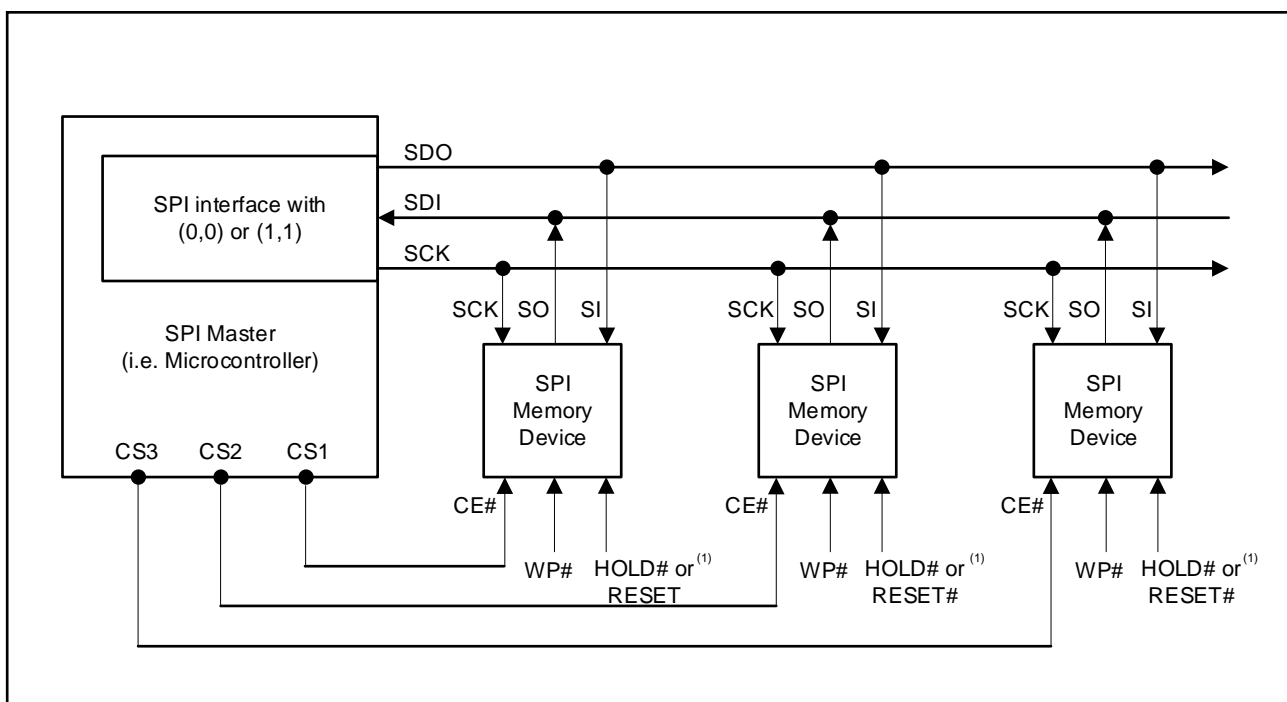 SDO
SDI
SCK
SPI interface with
(0,0) or (1,1)
SPI Master
(i.e. Microcontroller)
CS3 CS2 CS1
SCK SO SI
SCK SO SI
SCK SO SI
SPI
Memory
Device
SPI
Memory
Device
SPI
Memory
Device
CE#
WP#
HOLD# or (1)
RESET
CE#
WP#
HOLD# or (1)
RESET#
CE#
WP#
HOLD# or (1)
RESET#